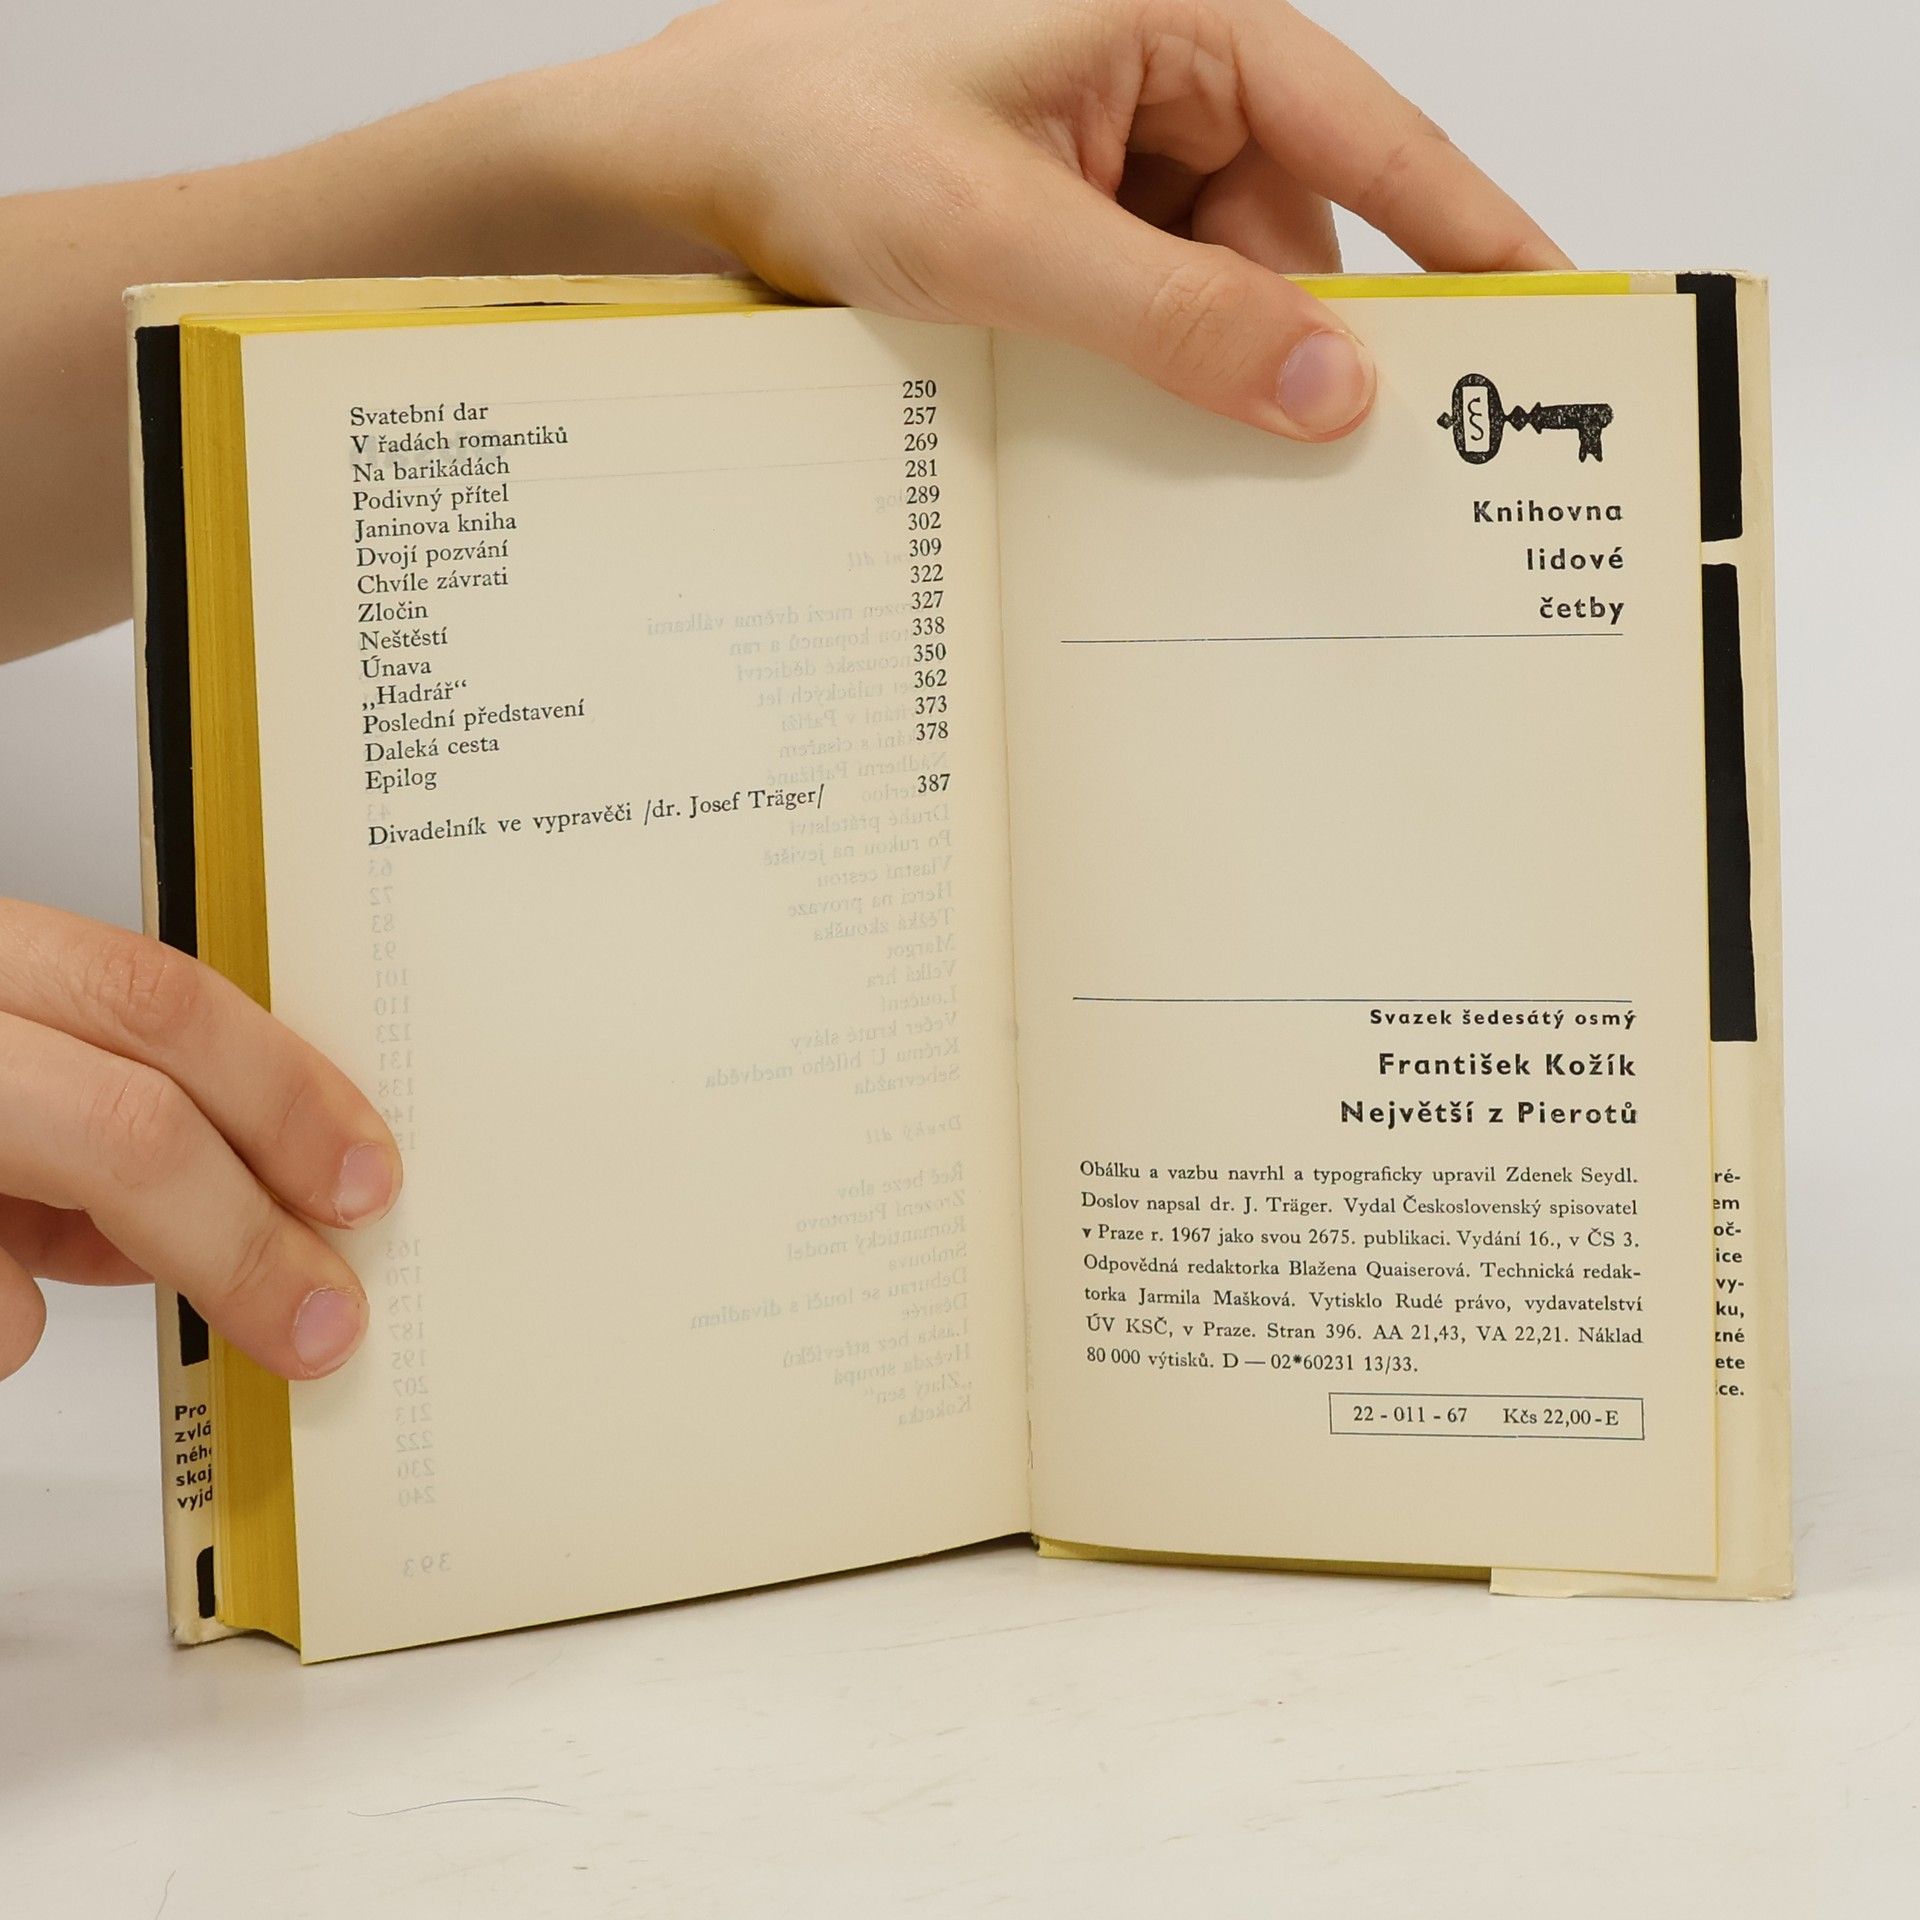 Svatební dar 250
V řadách romantiků 257
Na barikádách 269
Podivný přítel 281
Janinova kniha 289
Dvojí pozvání 302
Chvíle závrati 309
Zločin 322
Neštěstí 327
Únava 338
„Hadrář“ 350
Poslední představení 362
Daleká cesta 373
Epilog 378
Divadelník ve vypravěči /dr. Josef Träger/ 387
Knihovna
lidové
četby
Svazek šedesátý osmý
František Kožík
Největší z Pierotů
Obálku a vazbu navrhl a typograficky upravil Zdenek Seydl.
Doslov napsal dr. J. Träger. Vydal Československý spisovatel
v Praze r. 1967 jako svou 2675. publikaci. Vydání 16., v ČS 3.
Odpovědná redaktorka Blažena Quaiserová. Technická redak-
torka Jarmila Mašková. Vytisklo Rudé právo, vydavatelství
ÚV KSČ, v Praze. Stran 396. AA 21,43, VA 22,21. Náklad
80 000 výtisků. D — 02*60231 13/33.
22 - 011 - 67 Kčs 22,00 - E
Pro